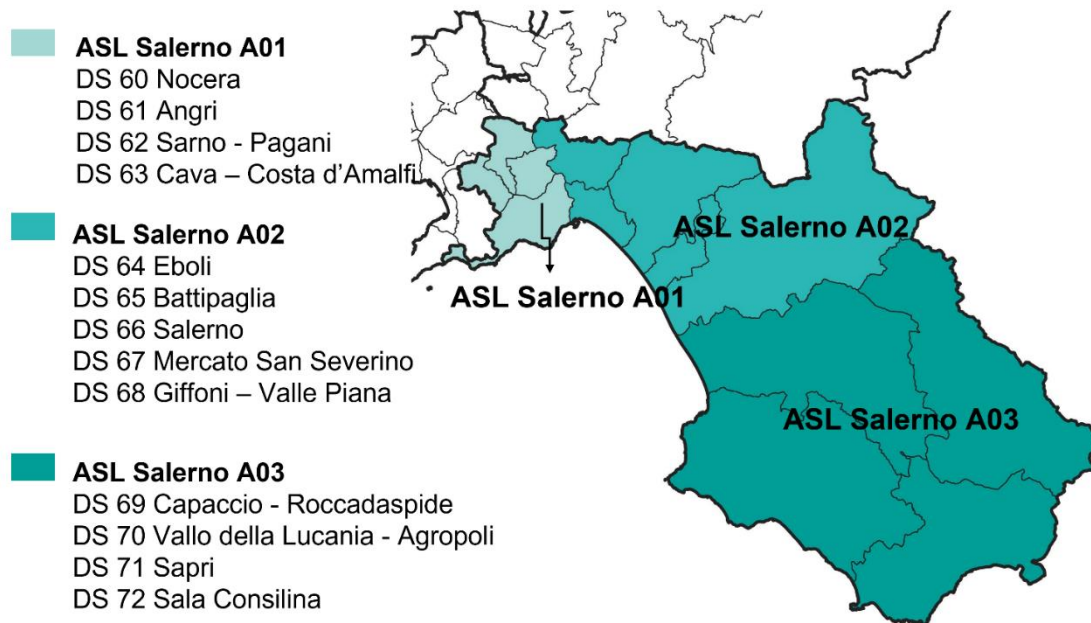 ASL Salerno A01
DS 60 Nocera
DS 61 Angri
DS 62 Sarno - Pagani
DS 63 Cava – Costa d'Amalfi
ASL Salerno A02
DS 64 Eboli
DS 65 Battipaglia
DS 66 Salerno
DS 67 Mercato San Severino
DS 68 Giffoni – Valle Piana
ASL Salerno A03
DS 69 Capaccio - Roccadaspide
DS 70 Vallo della Lucania - Agropoli
DS 71 Sapri
DS 72 Sala Consilina
ASL Salerno A02
ASL Salerno A01
ASL Salerno A03